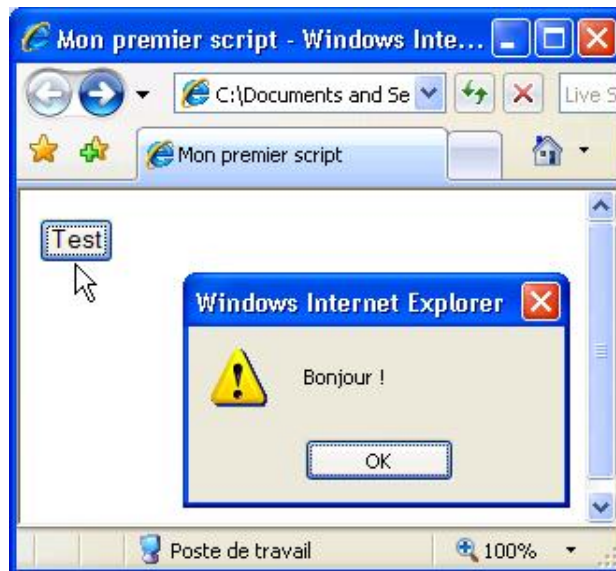 Mon premier script - Windows Inte...
C:\Documents and Se
Live S
Mon premier script
Test
Windows Internet Explorer
Bonjour !
OK
Poste de travail
100%